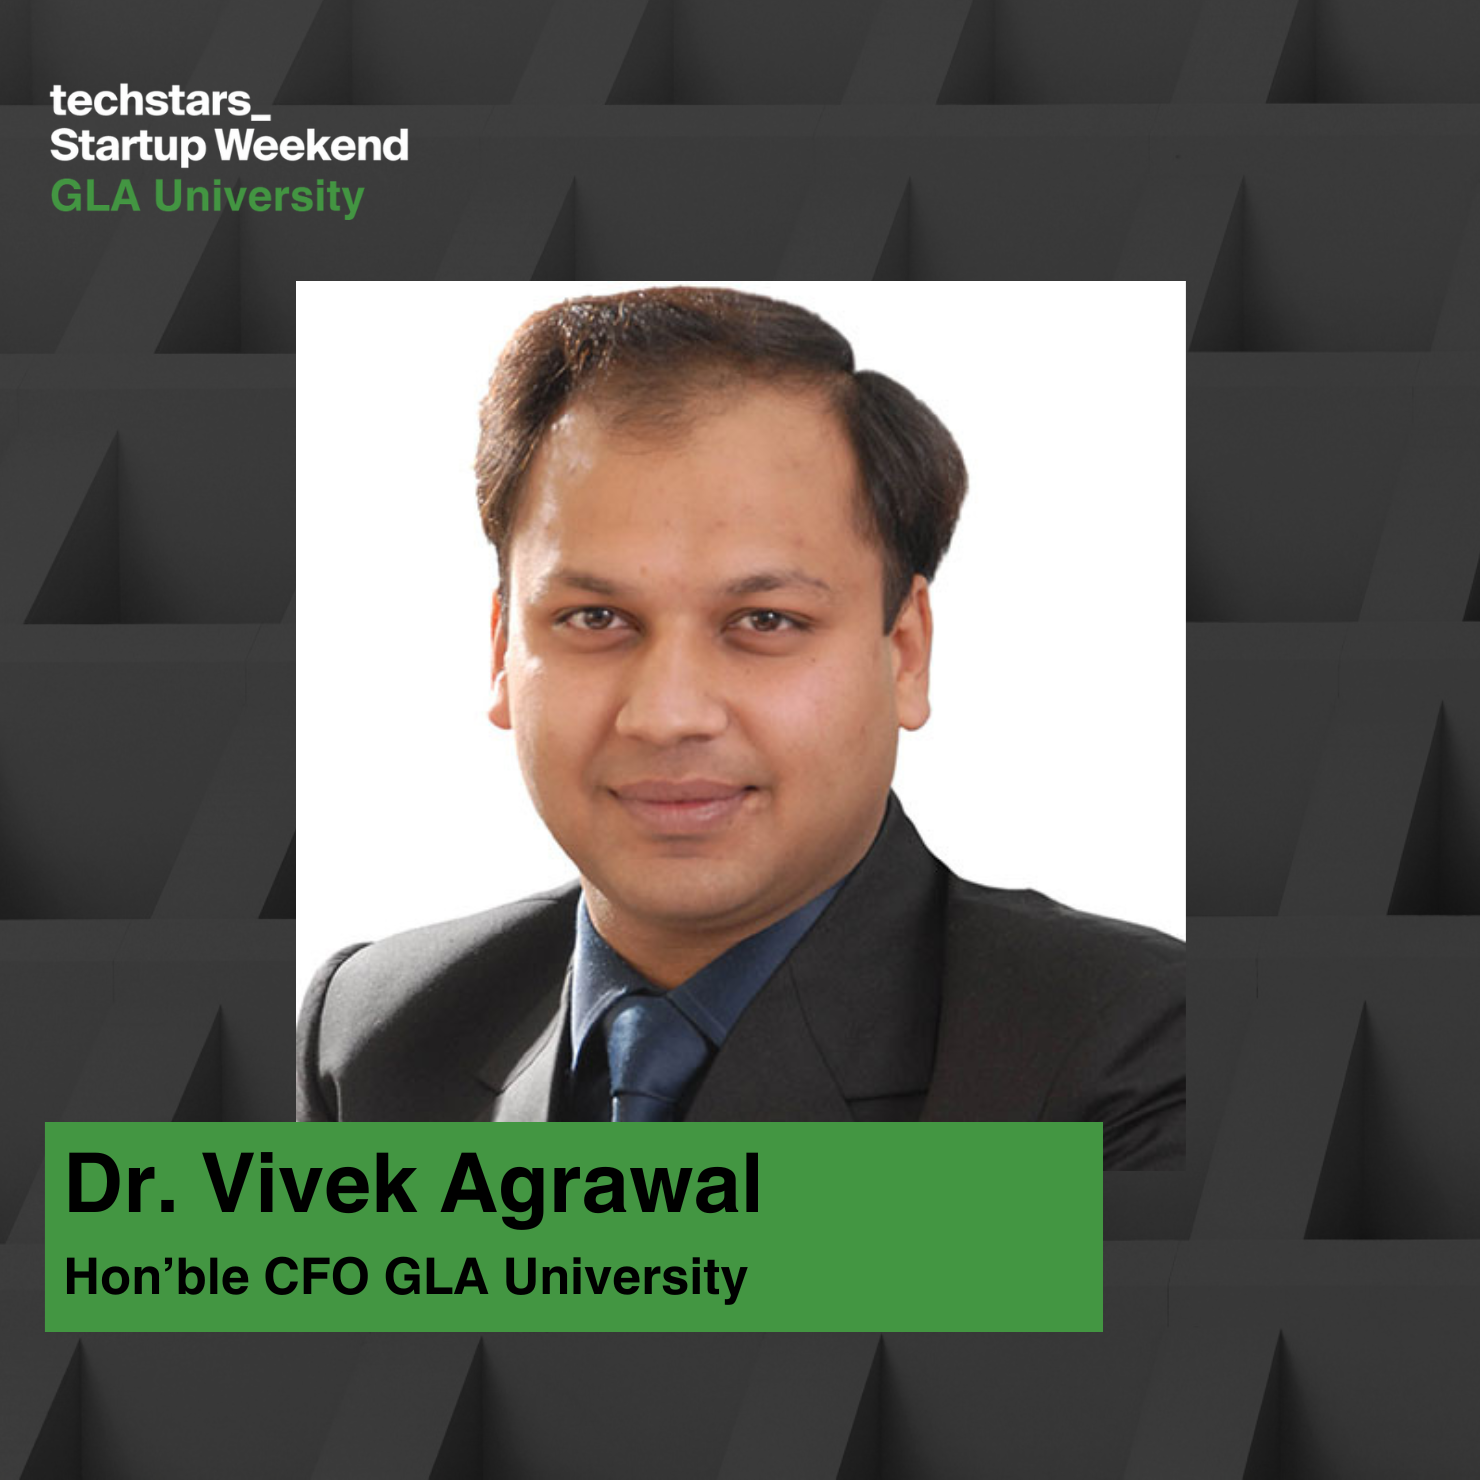 techstars_
Startup Weekend
GLA University
Dr. Vivek Agrawal
Hon’ble CFO GLA University